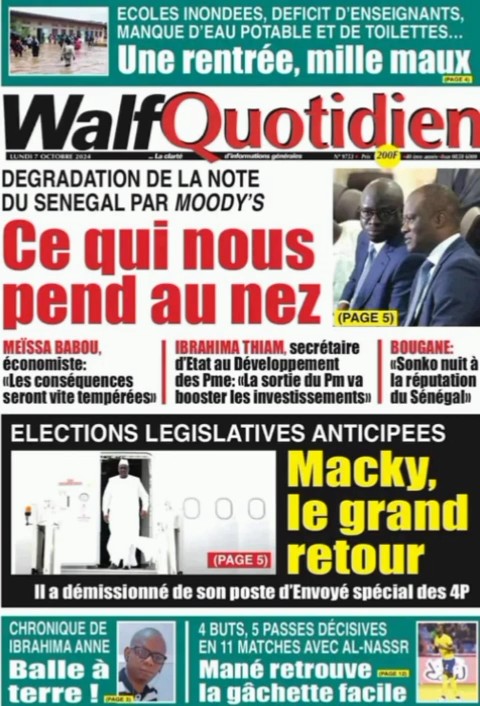 ECOLES INONDEES, DEFICIT D'ENSEIGNANTS,
MANQUE D'EAU POTABLE ET DE TOILETTES...
Une rentrée, mille maux
(PAGE 4)
WalfQuotidien
LUNDI 7 OCTOBRE 2024
... La clarté
d'informations générales
Prix
200F
DEGRADATION DE LA NOTE
DU SENEGAL PAR MOODY'S
Ce qui nous
pend au nez
(PAGE 5)
MEÏSSA BABOU,
économiste:
«Les conséquences
seront vite tempérées»
IBRAHIMA THIAM, secrétaire
d'Etat au Développement
des Pme: «La sortie du Pm va
booster les investissements»
BOUGANE:
«Sonko nuit à
la réputation
du Sénégal»
ELECTIONS LEGISLATIVES ANTICIPEES
Macky,
le grand
retour
(PAGE 5)
Il a démissionné de son poste d'Envoyé spécial des 4P
CHRONIQUE DE
IBRAHIMA ANNE
Balle à
terre !
4 BUTS, 5 PASSES DÉCISIVES
EN 11 MATCHES AVEC AL-NASSR
Mané retrouve
la gâchette facile